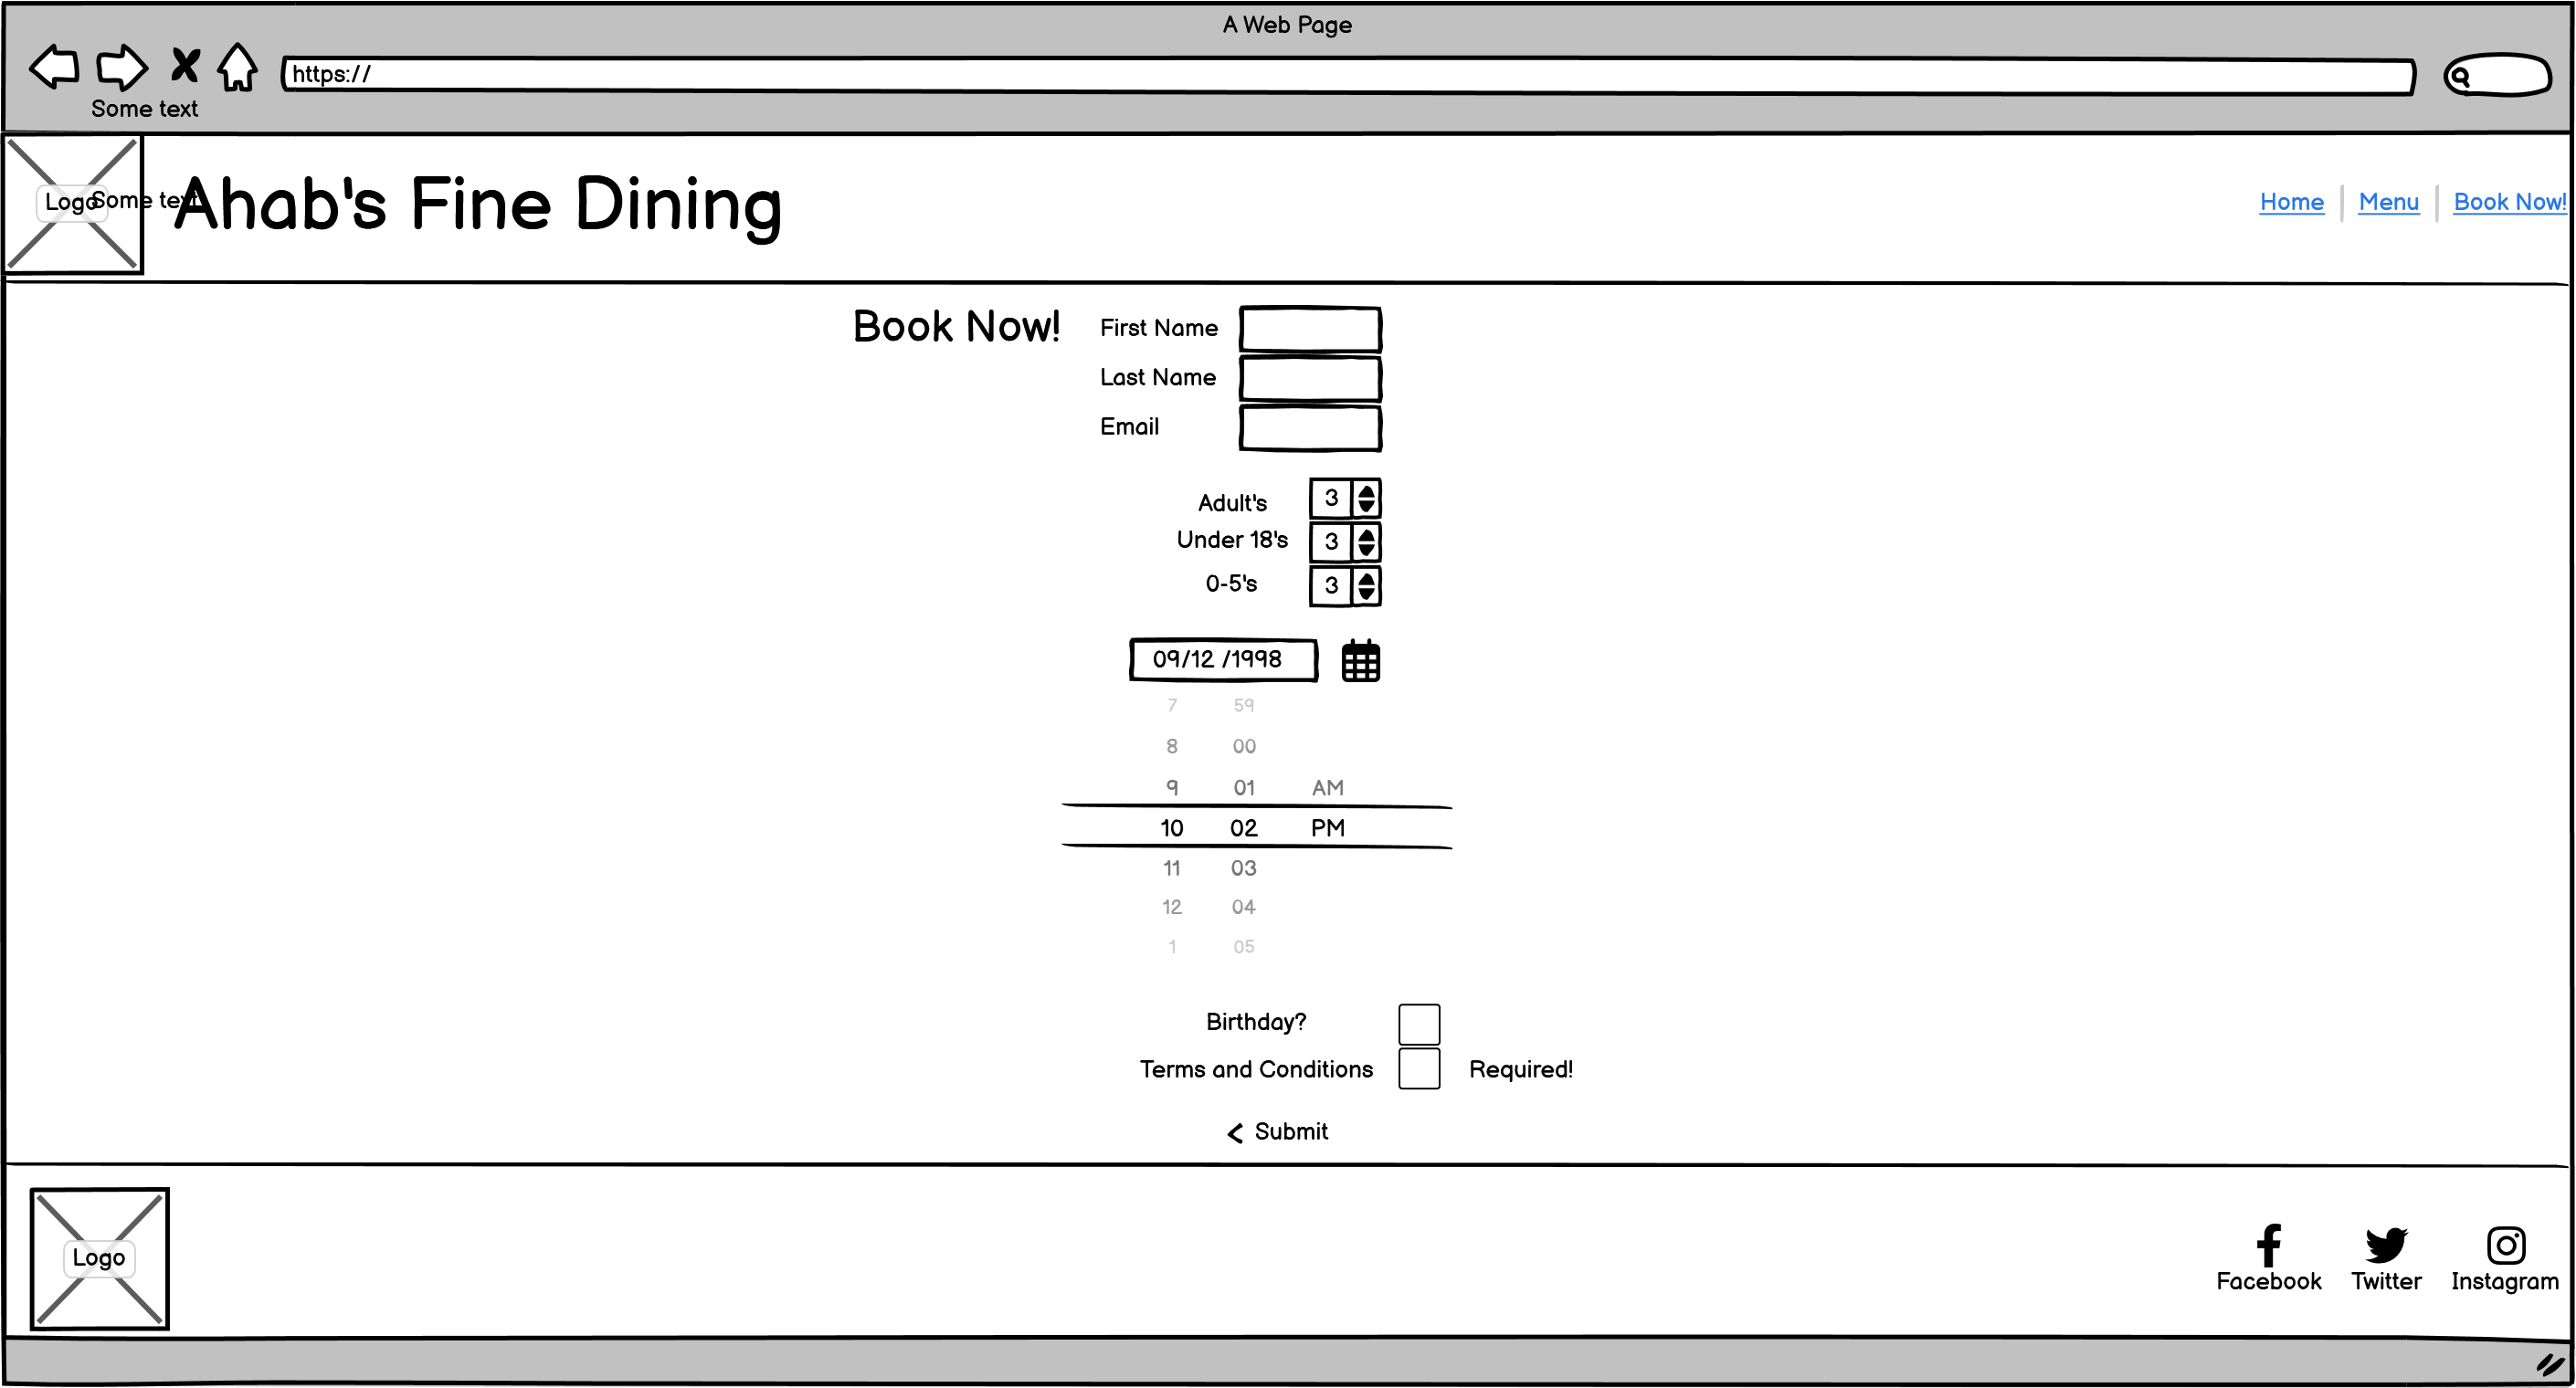 A Web Page
https://
Some text
Logo
Some text
Ahab's Fine Dining
Home
Menu
Book Now!
Book Now!
First Name
Last Name
Email
Adult's 3
Under 18's 3
0-5's 3
09/12 /1998
7 59
8 00
9 01 AM
10 02 PM
11 03
12 04
1 05
Birthday?
Terms and Conditions Required!
Submit
Logo
Facebook Twitter Instagram